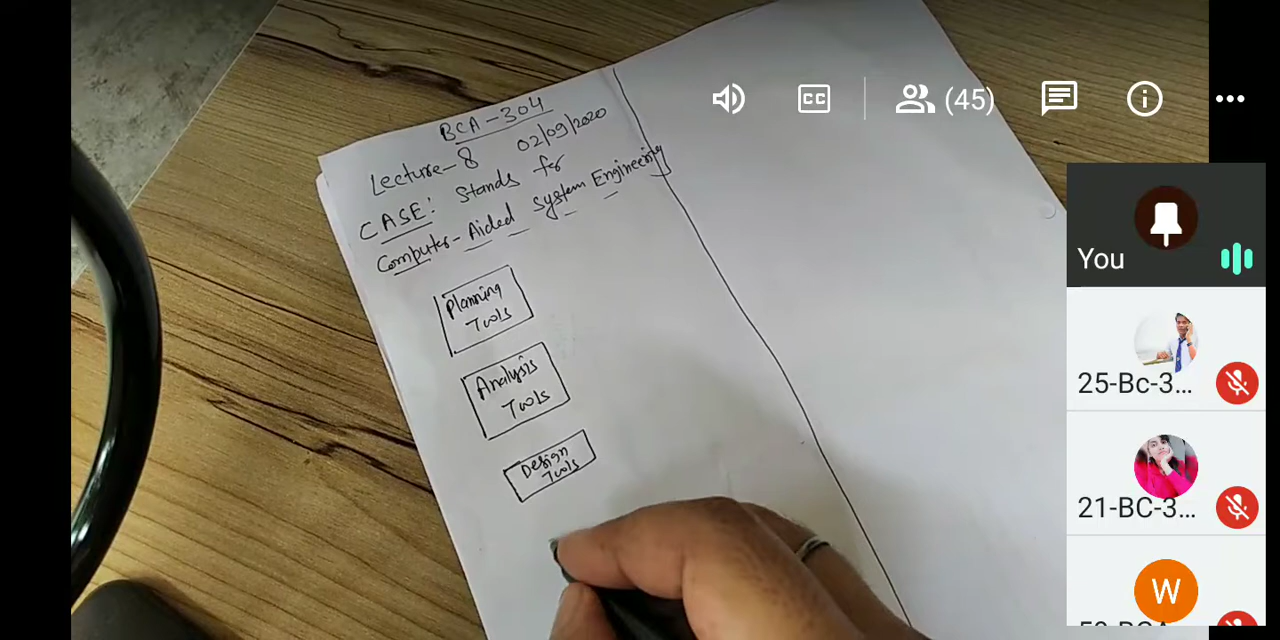 BCA-304
Lecture-8 02/09/2020
CASE: Stands for
Computer-Aided System Engineering
Planning
Tools
Analysis
Tools
Design
Tools
CC
(45)
You
25-Bc-3...
21-BC-3...
W